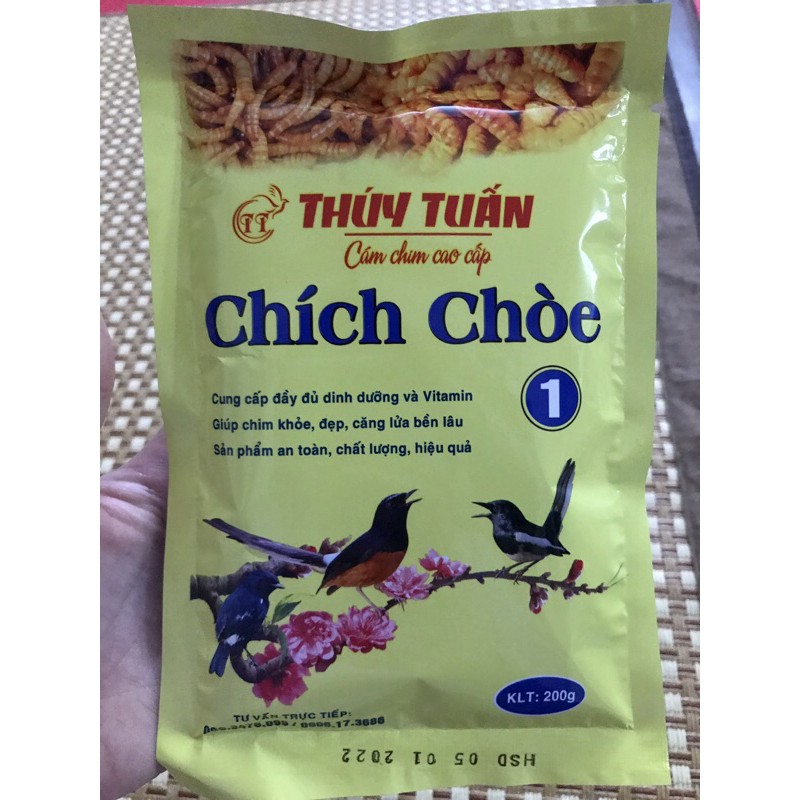 THÚY TUẤN
Cám chim cao cấp
Chích Chòe
1
Cung cấp đầy đủ dinh dưỡng và Vitamin
Giúp chim khỏe, đẹp, căng lửa bền lâu
Sản phẩm an toàn, chất lượng, hiệu quả
KLT: 200g
TƯ VẤN TRỰC TIẾP:
HSD 05 01 2022